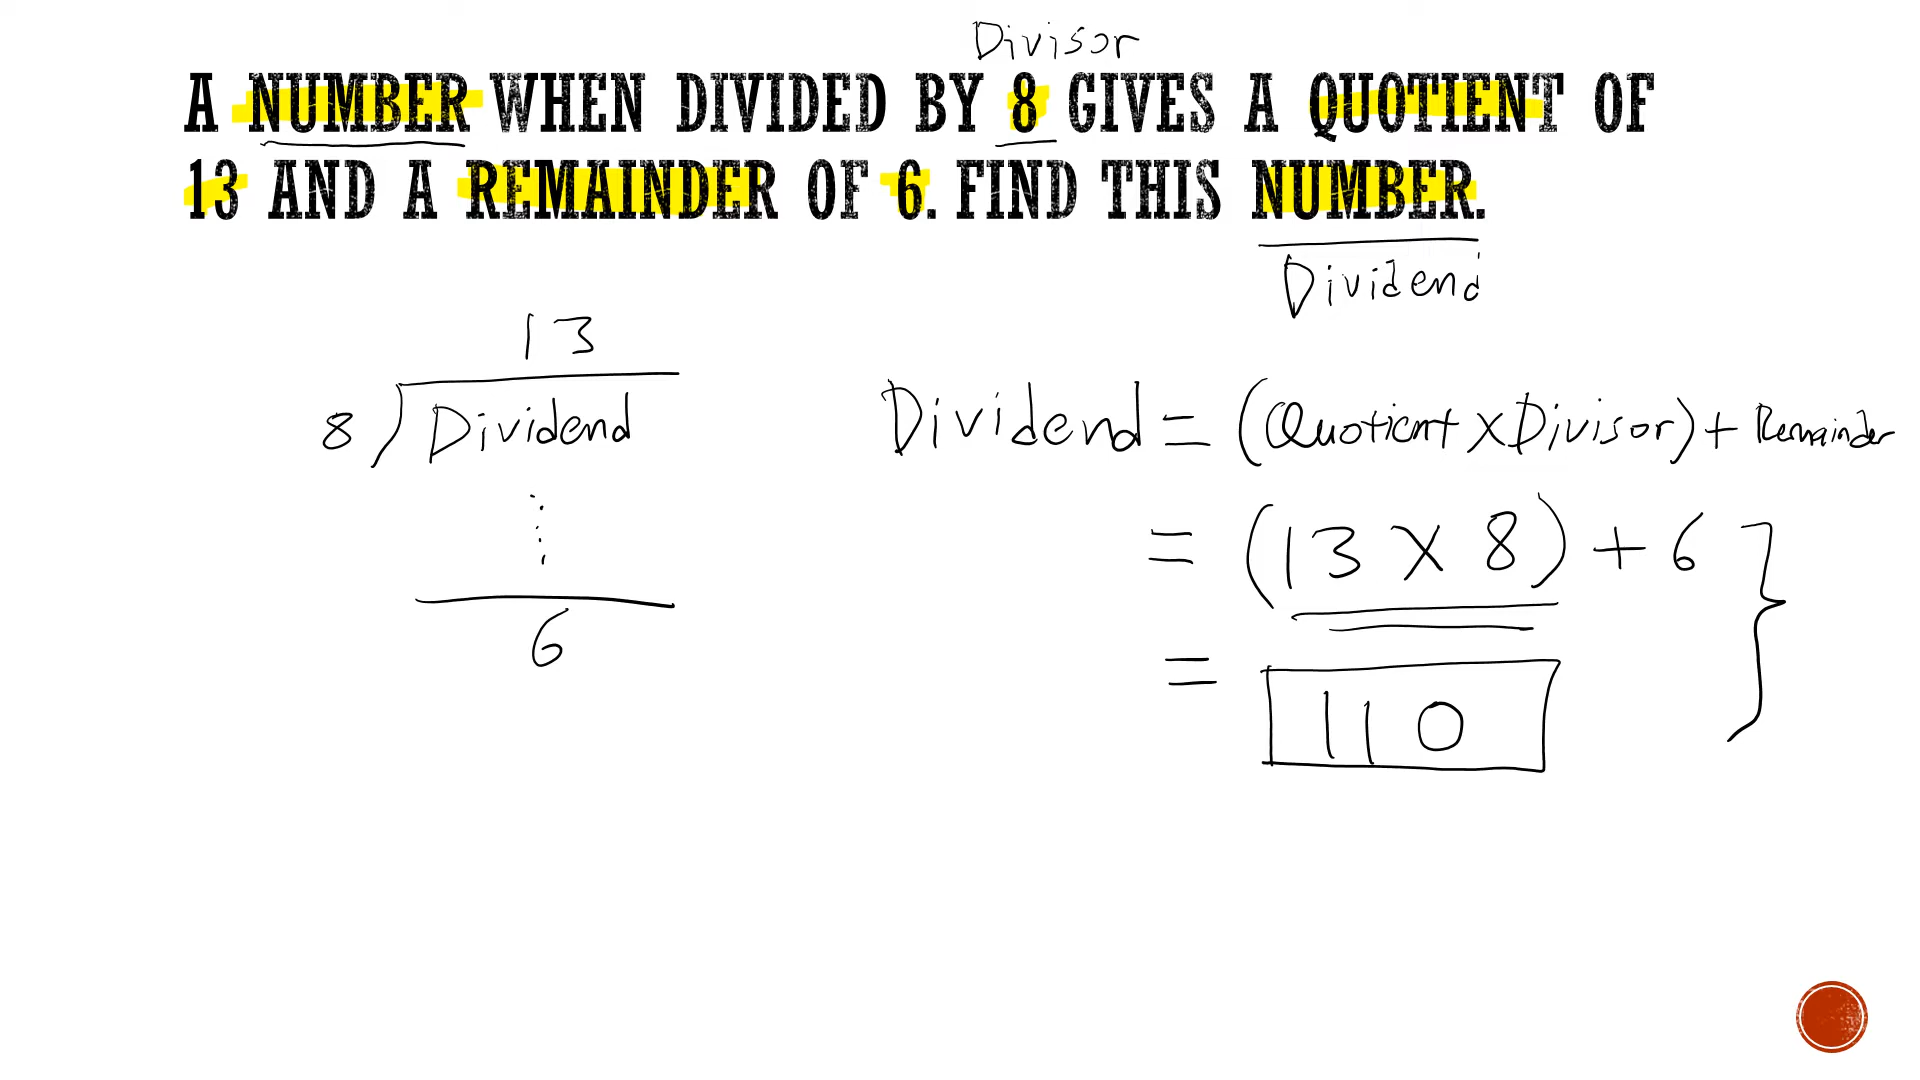 Divisor
A NUMBER WHEN DIVIDED BY 8 GIVES A QUOTIENT OF
13 AND A REMAINDER OF 6. FIND THIS NUMBER.
Dividend
13
8 ) Dividend
6
Dividend = (Quotient X Divisor) + Remainder
= (13 X 8) + 6
= 110